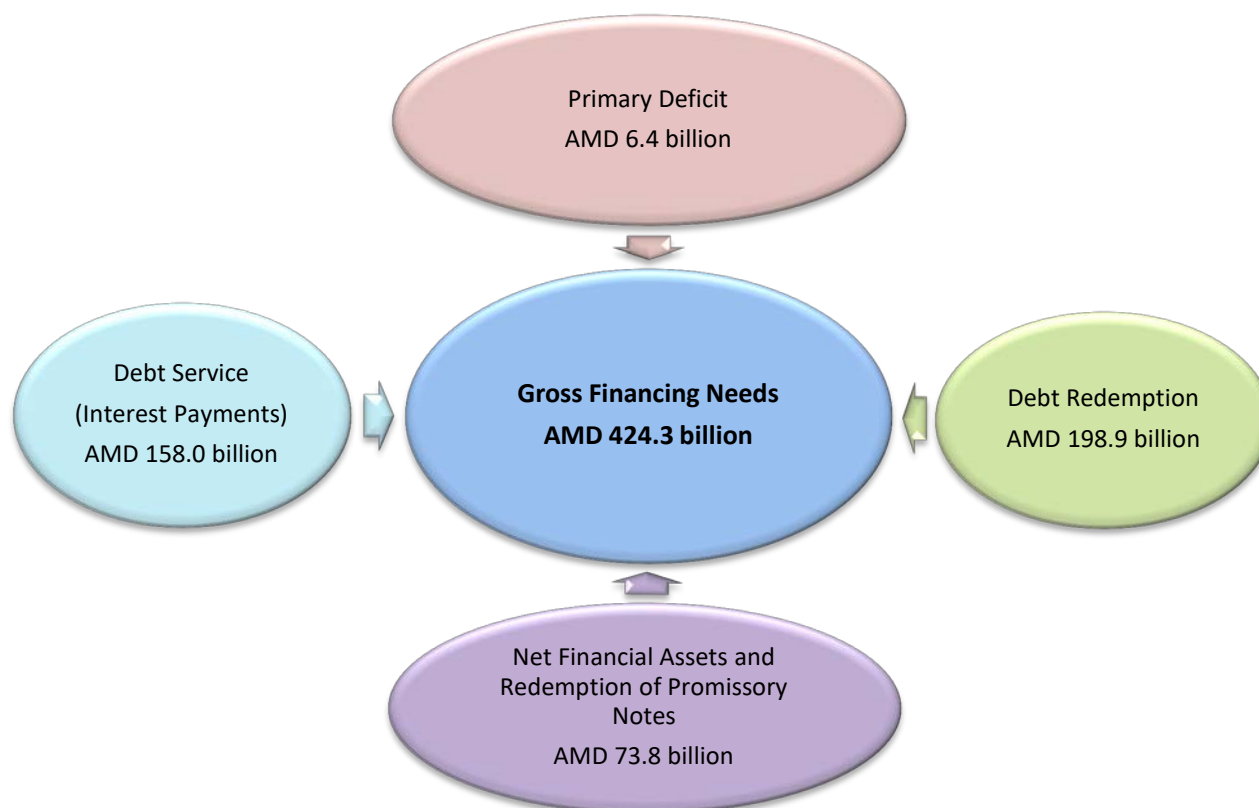 Primary Deficit
AMD 6.4 billion
Debt Service
(Interest Payments)
AMD 158.0 billion
Gross Financing Needs
AMD 424.3 billion
Debt Redemption
AMD 198.9 billion
Net Financial Assets and
Redemption of Promissory
Notes
AMD 73.8 billion